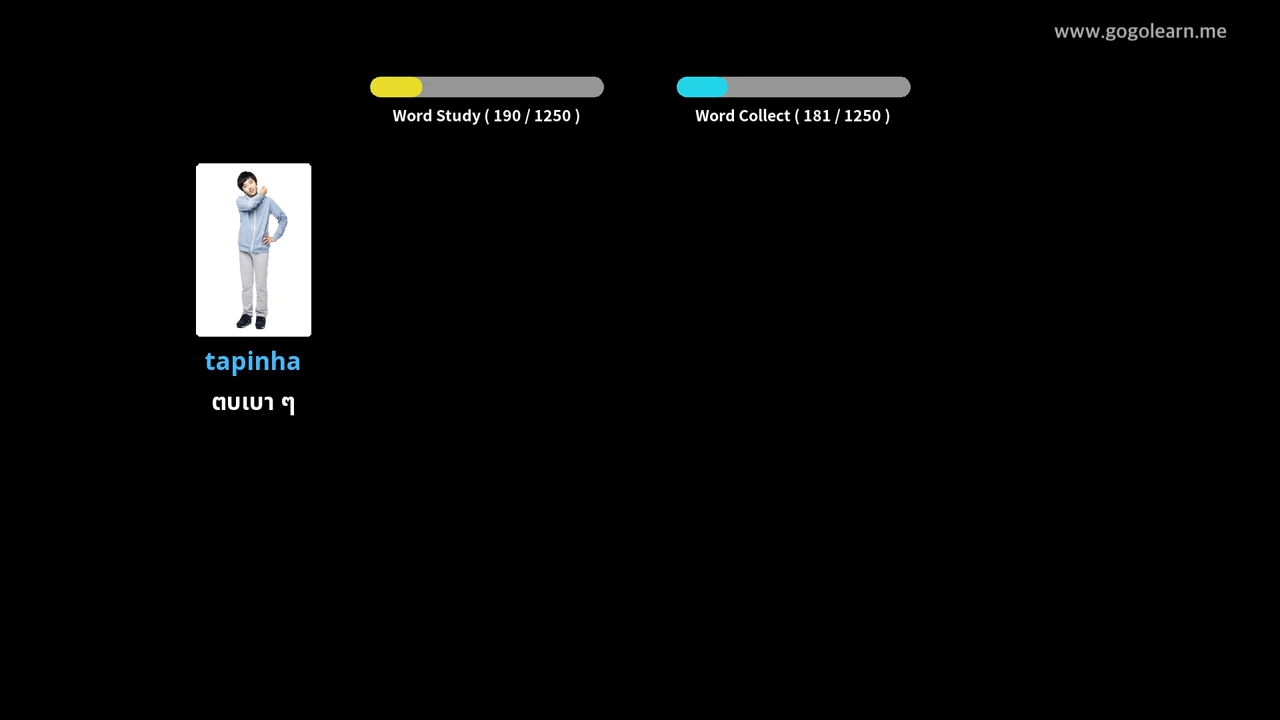 www.gogolearn.me
Word Study ( 190 / 1250 )
Word Collect ( 181 / 1250 )
tapinha
ตบเบา ๆ